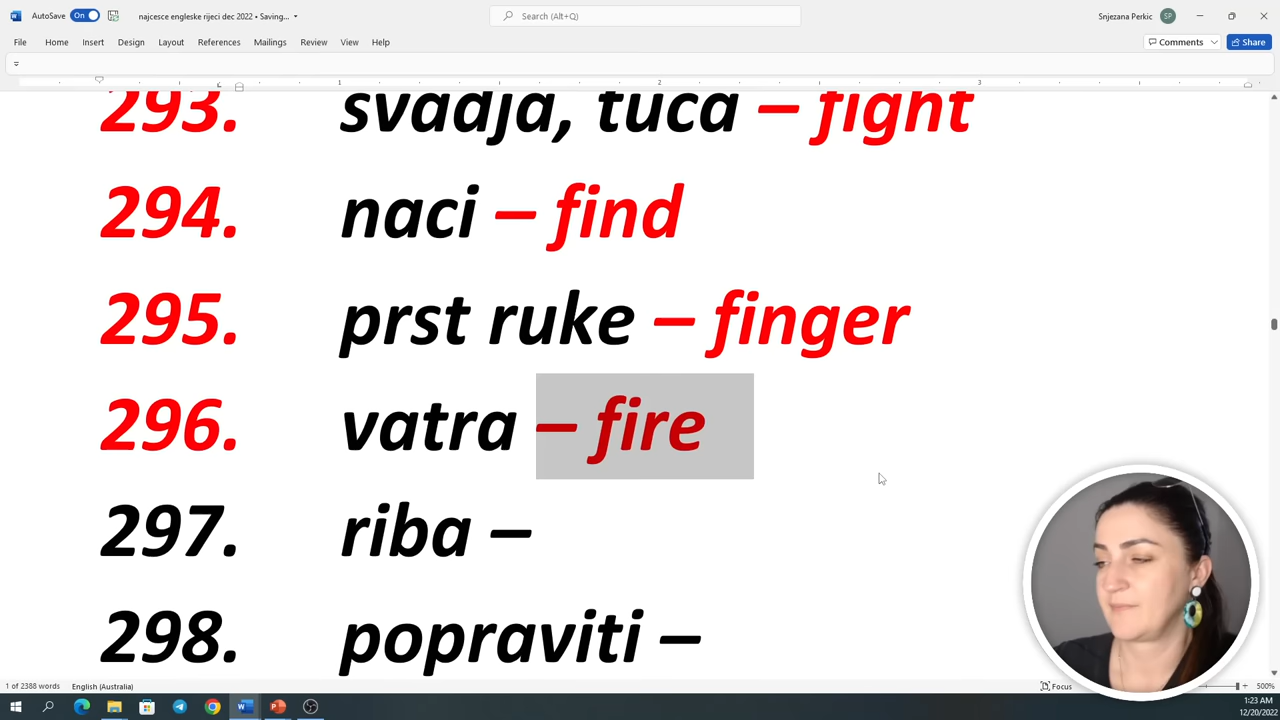 AutoSave On najcesce engleske rijeci dec 2022 • Saving... Search (Alt+Q) Snjezana Perkic SP
File Home Insert Design Layout References Mailings Review View Help Comments Share
1 2 3
293. svadja, tuca – fight
294. naci – find
295. prst ruke – finger
296. vatra – fire
297. riba –
298. popraviti –
1 of 2388 words English (Australia) Focus 500%
1:23 AM
12/20/2022